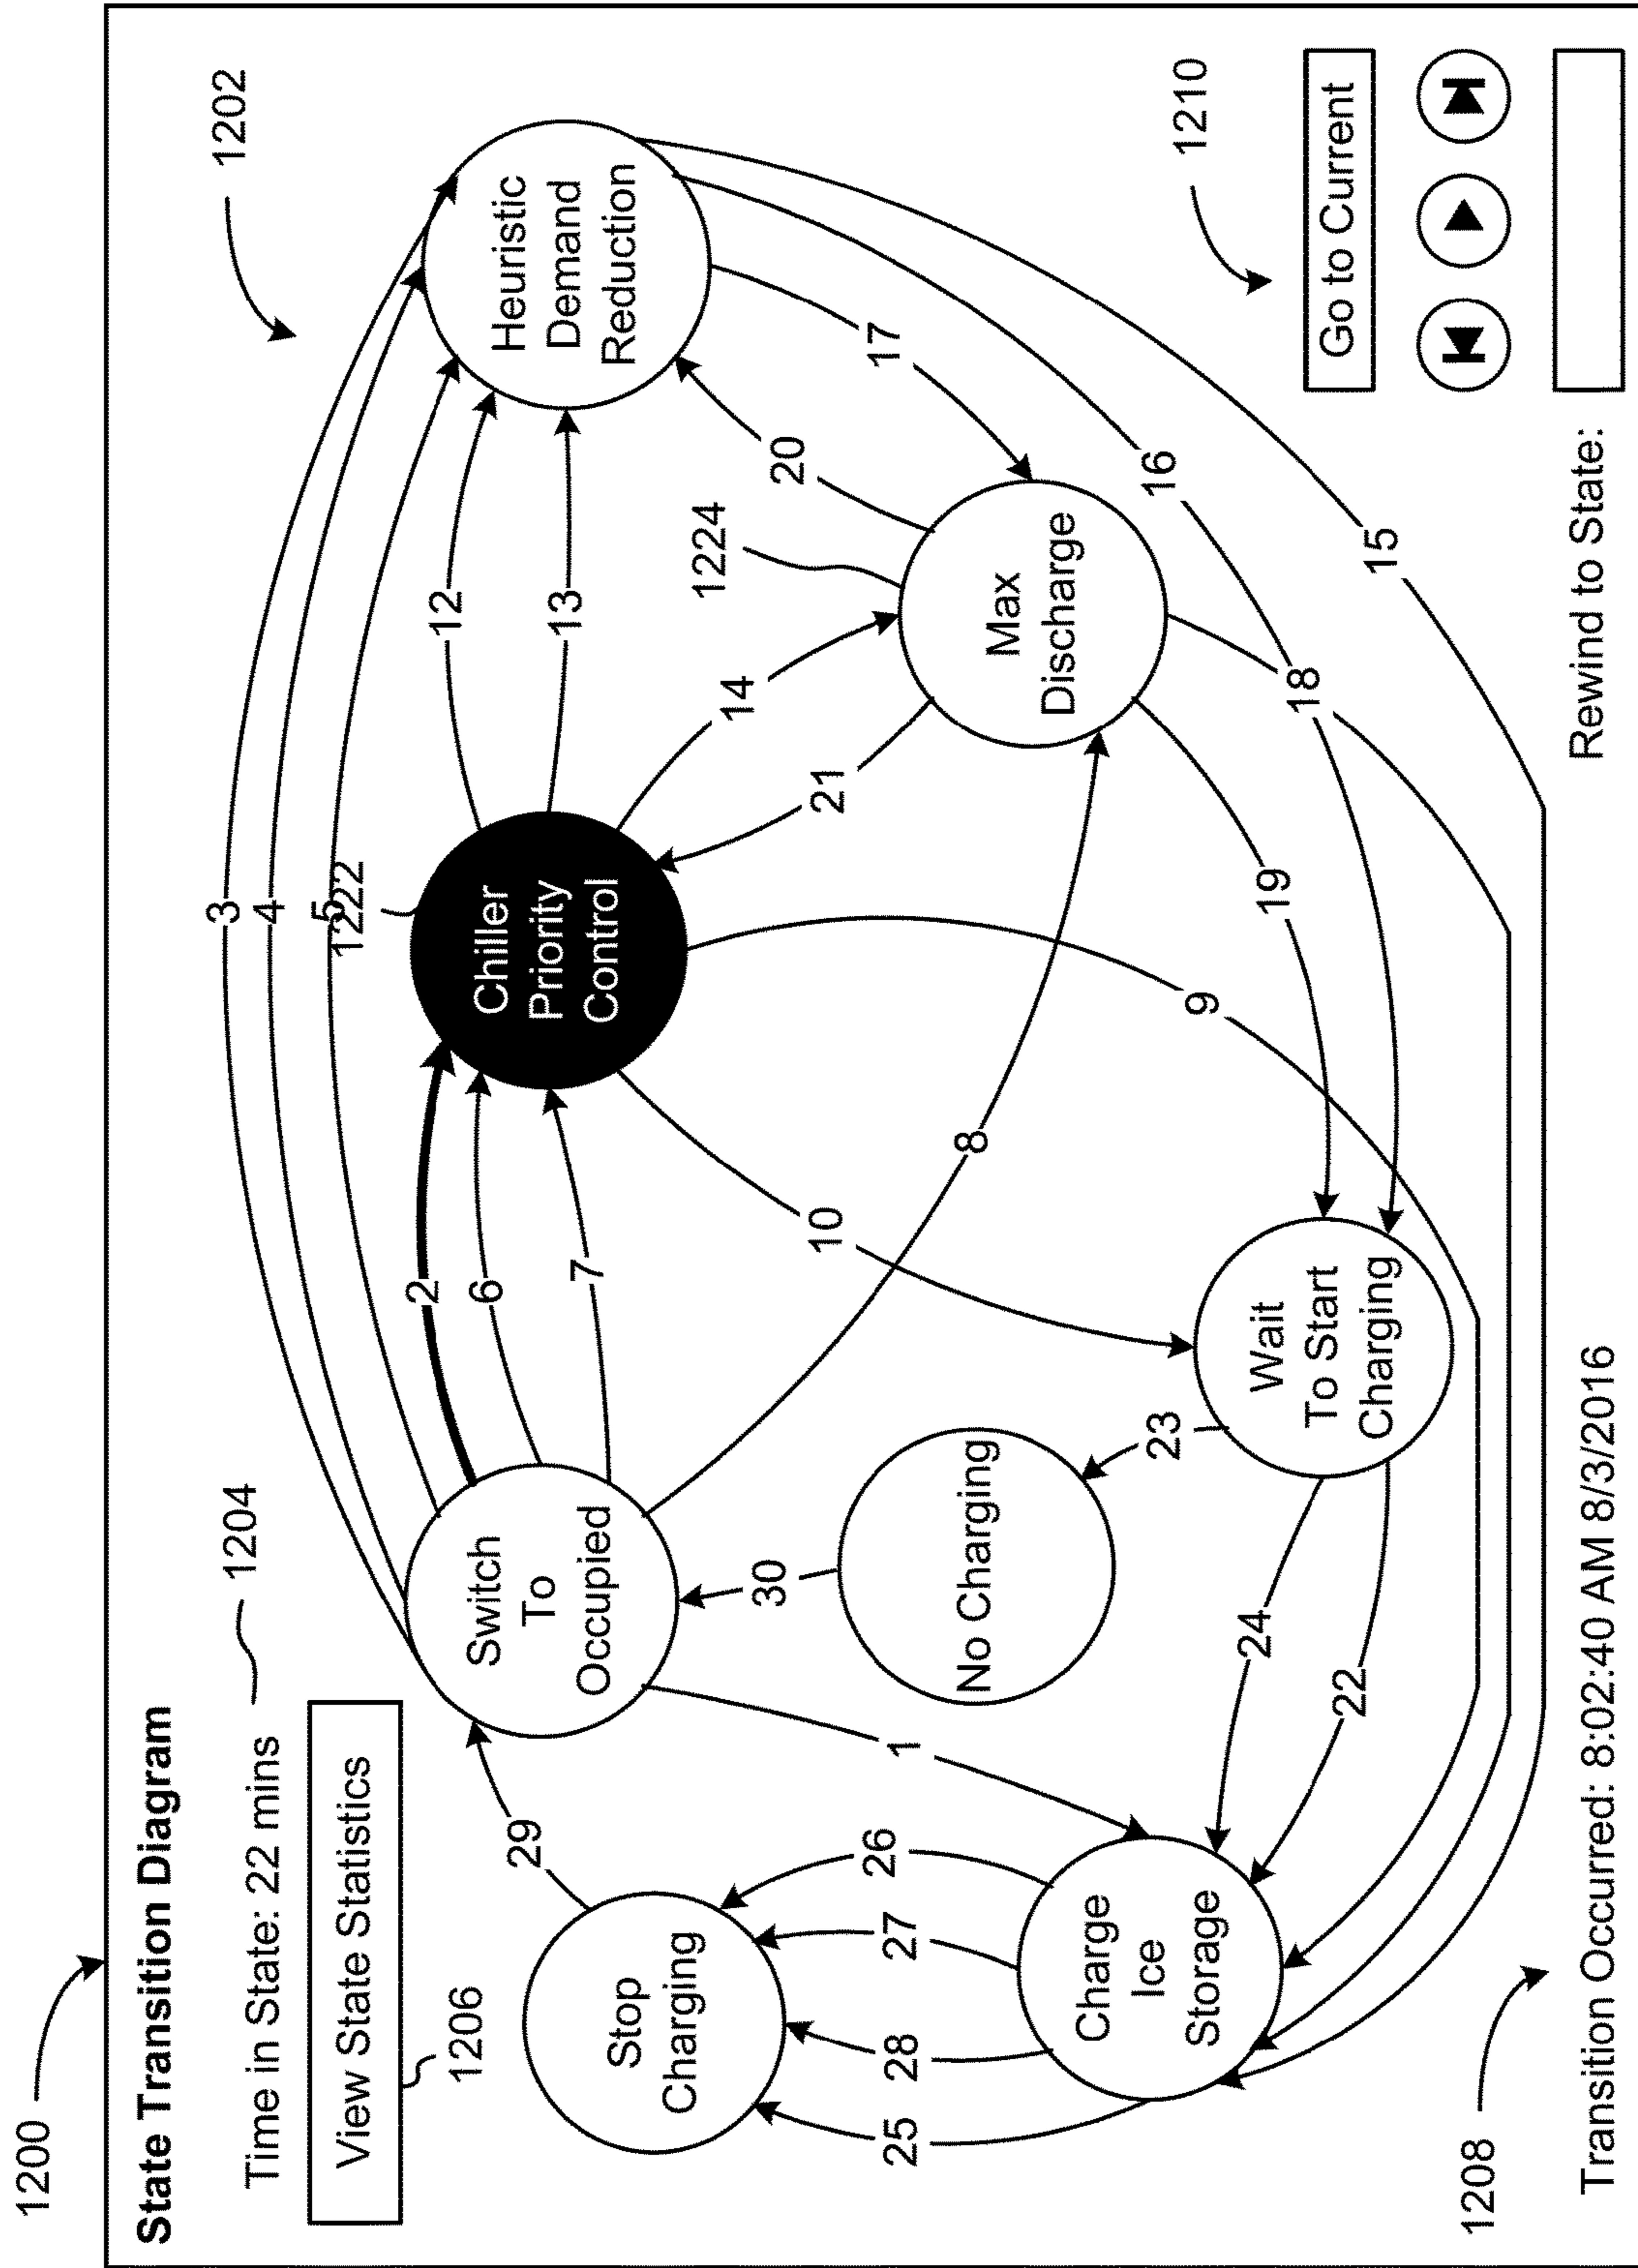 1200
State Transition Diagram
Time in State: 22 mins
1204
View State Statistics
1206
1202
3
4
5
1222
Switch
To
Occupied
2
6
7
Chiller
Priority
Control
12
13
Heuristic
Demand
Reduction
29
30
1
8
10
9
21
14
1224
20
17
Stop
Charging
26
27
28
25
No Charging
23
Max
Discharge
19
18
16
15
Charge
Ice
Storage
24
22
Wait
To Start
Charging
1210
Go to Current
Rewind to State:
1208
Transition Occurred: 8:02:40 AM 8/3/2016